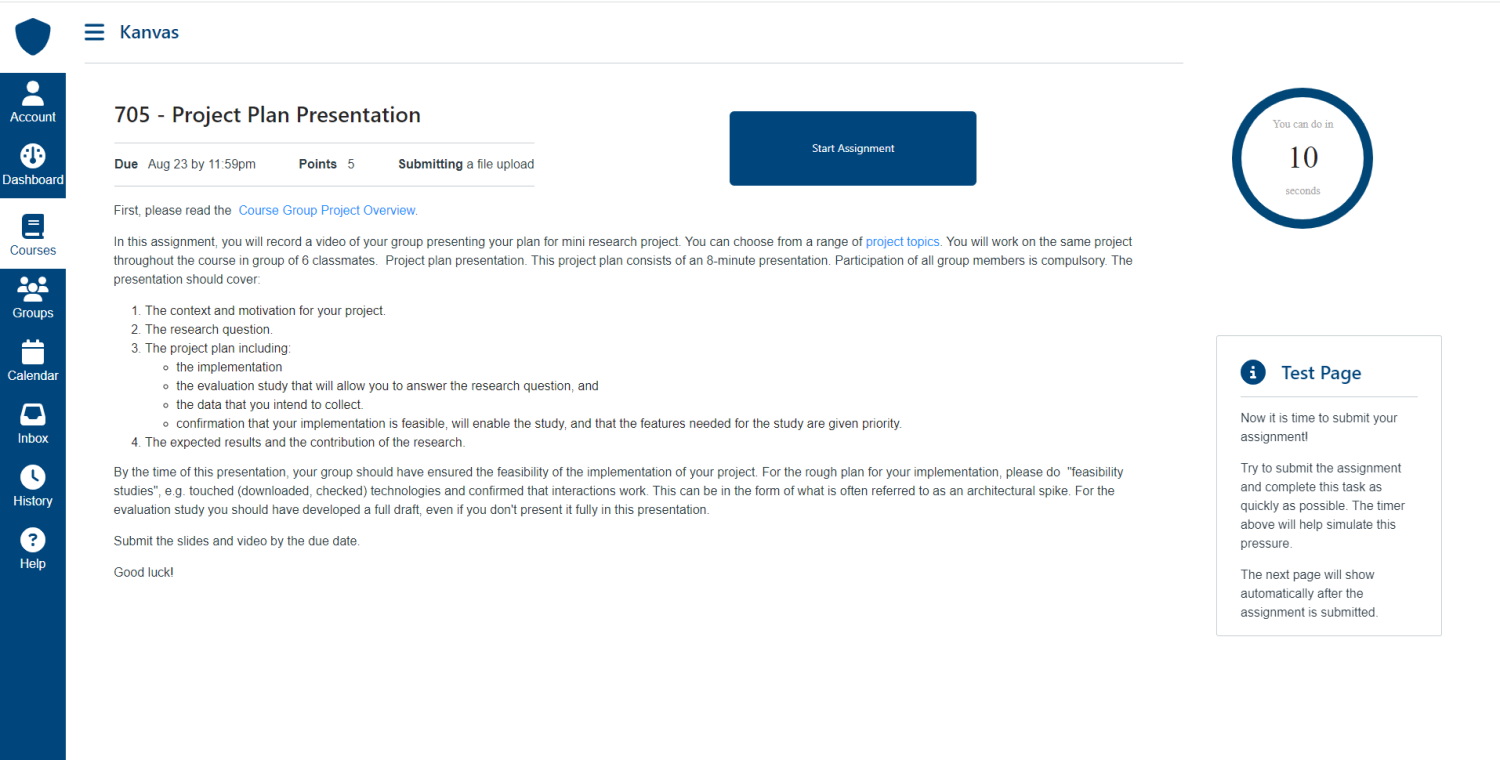 Kanvas
Account
Dashboard
Courses
Groups
Calendar
Inbox
History
Help
705 - Project Plan Presentation
Due Aug 23 by 11:59pm Points 5 Submitting a file upload
Start Assignment
First, please read the Course Group Project Overview.
In this assignment, you will record a video of your group presenting your plan for mini research project. You can choose from a range of project topics. You will work on the same project
throughout the course in group of 6 classmates. Project plan presentation. This project plan consists of an 8-minute presentation. Participation of all group members is compulsory. The
presentation should cover:
1. The context and motivation for your project.
2. The research question.
3. The project plan including:
◦ the implementation
◦ the evaluation study that will allow you to answer the research question, and
◦ the data that you intend to collect.
◦ confirmation that your implementation is feasible, will enable the study, and that the features needed for the study are given priority.
4. The expected results and the contribution of the research.
By the time of this presentation, your group should have ensured the feasibility of the implementation of your project. For the rough plan for your implementation, please do "feasibility
studies", e.g. touched (downloaded, checked) technologies and confirmed that interactions work. This can be in the form of what is often referred to as an architectural spike. For the
evaluation study you should have developed a full draft, even if you don't present it fully in this presentation.
Submit the slides and video by the due date.
Good luck!
You can do in
10
seconds
Test Page
Now it is time to submit your
assignment!
Try to submit the assignment
and complete this task as
quickly as possible. The timer
above will help simulate this
pressure.
The next page will show
automatically after the
assignment is submitted.